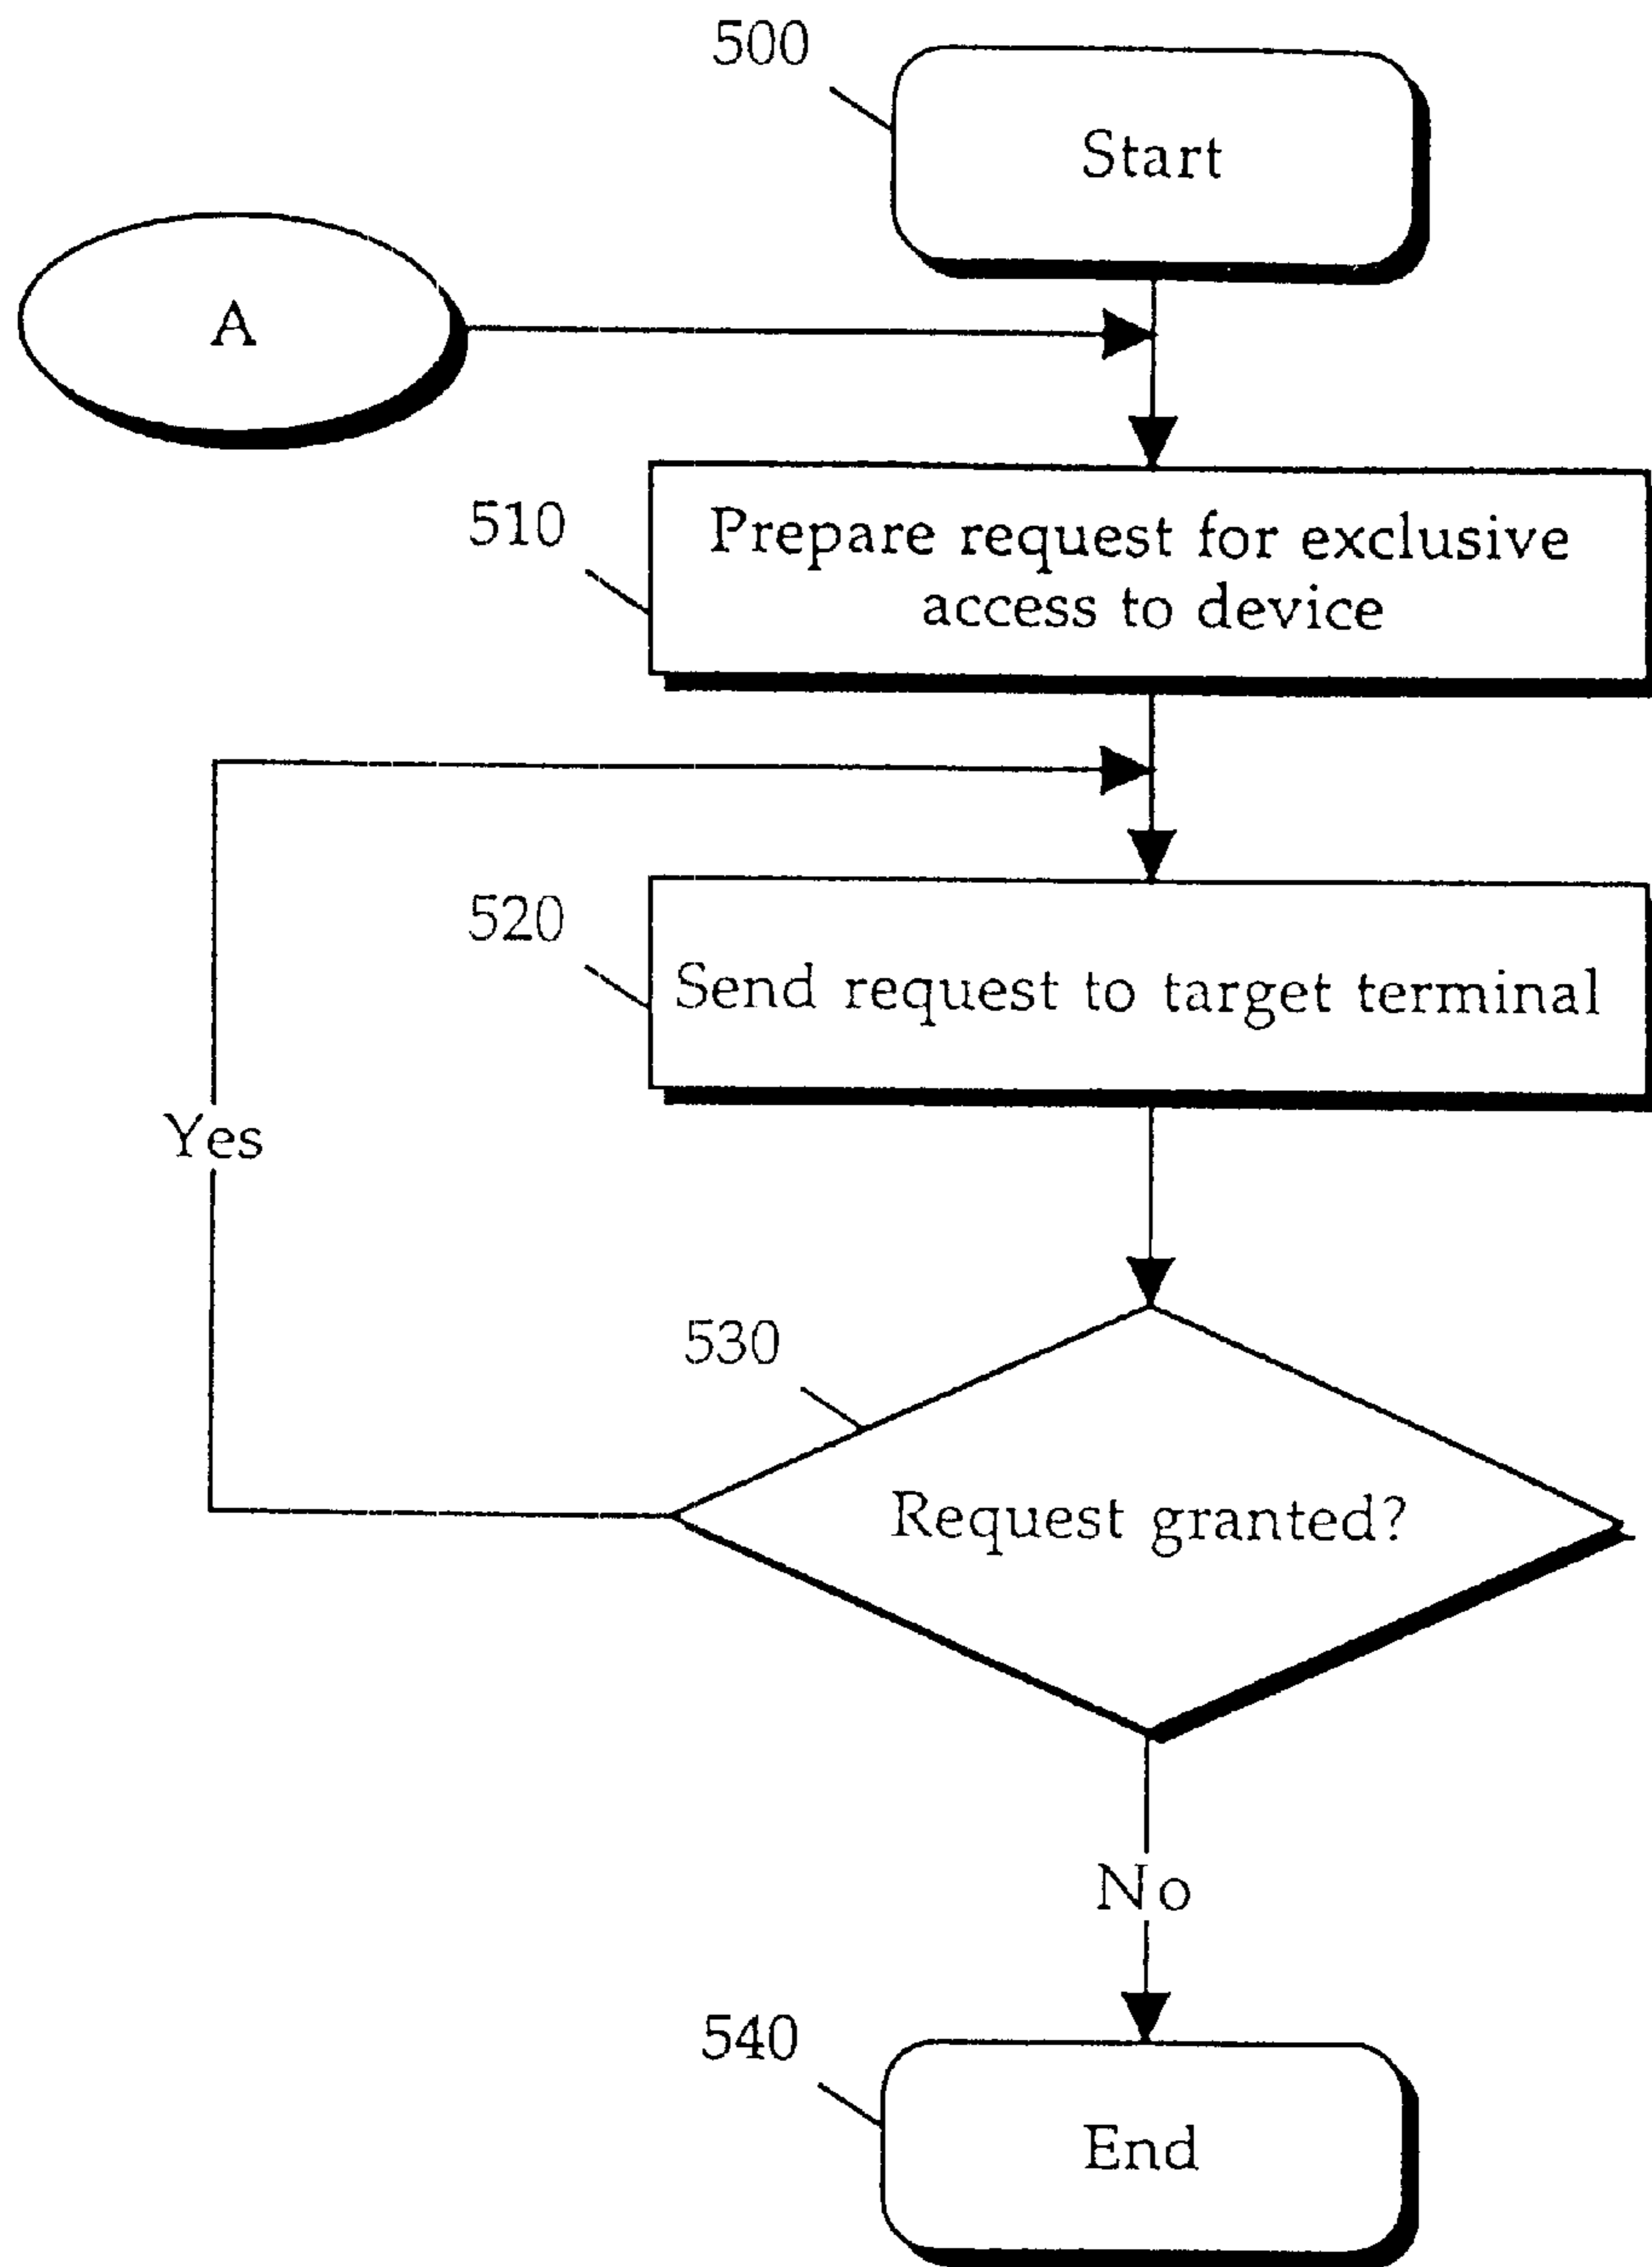 500
Start
A
510
Prepare request for exclusive
access to device
520
Send request to target terminal
Yes
530
Request granted?
No
540
End